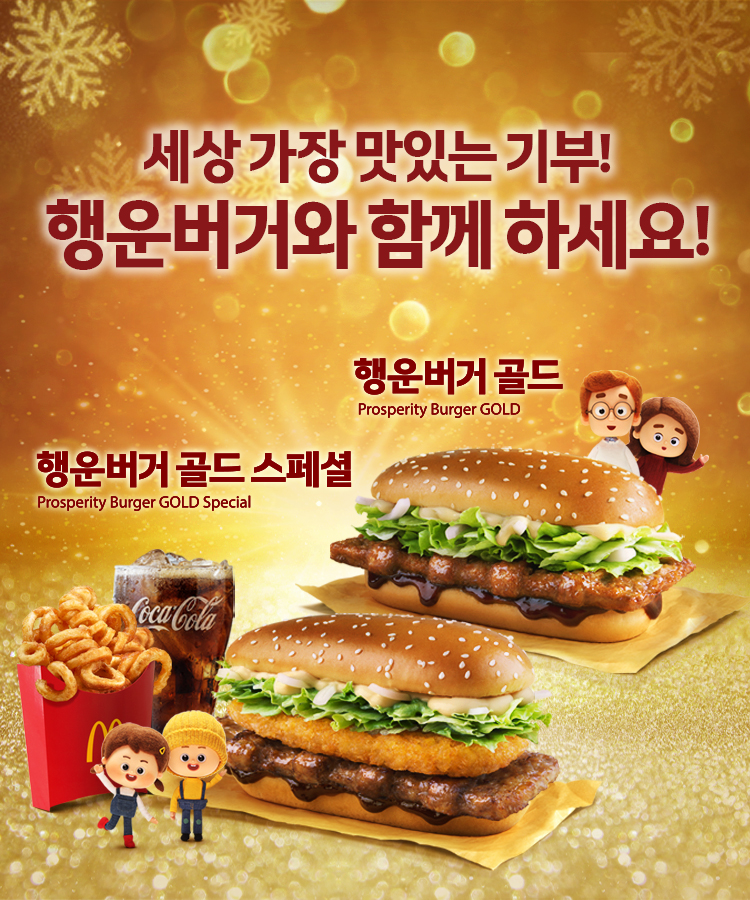 세상 가장 맛있는 기부!
행운버거와 함께 하세요!
행운버거 골드
Prosperity Burger GOLD
행운버거 골드 스페셜
Prosperity Burger GOLD Special
Coca-Cola